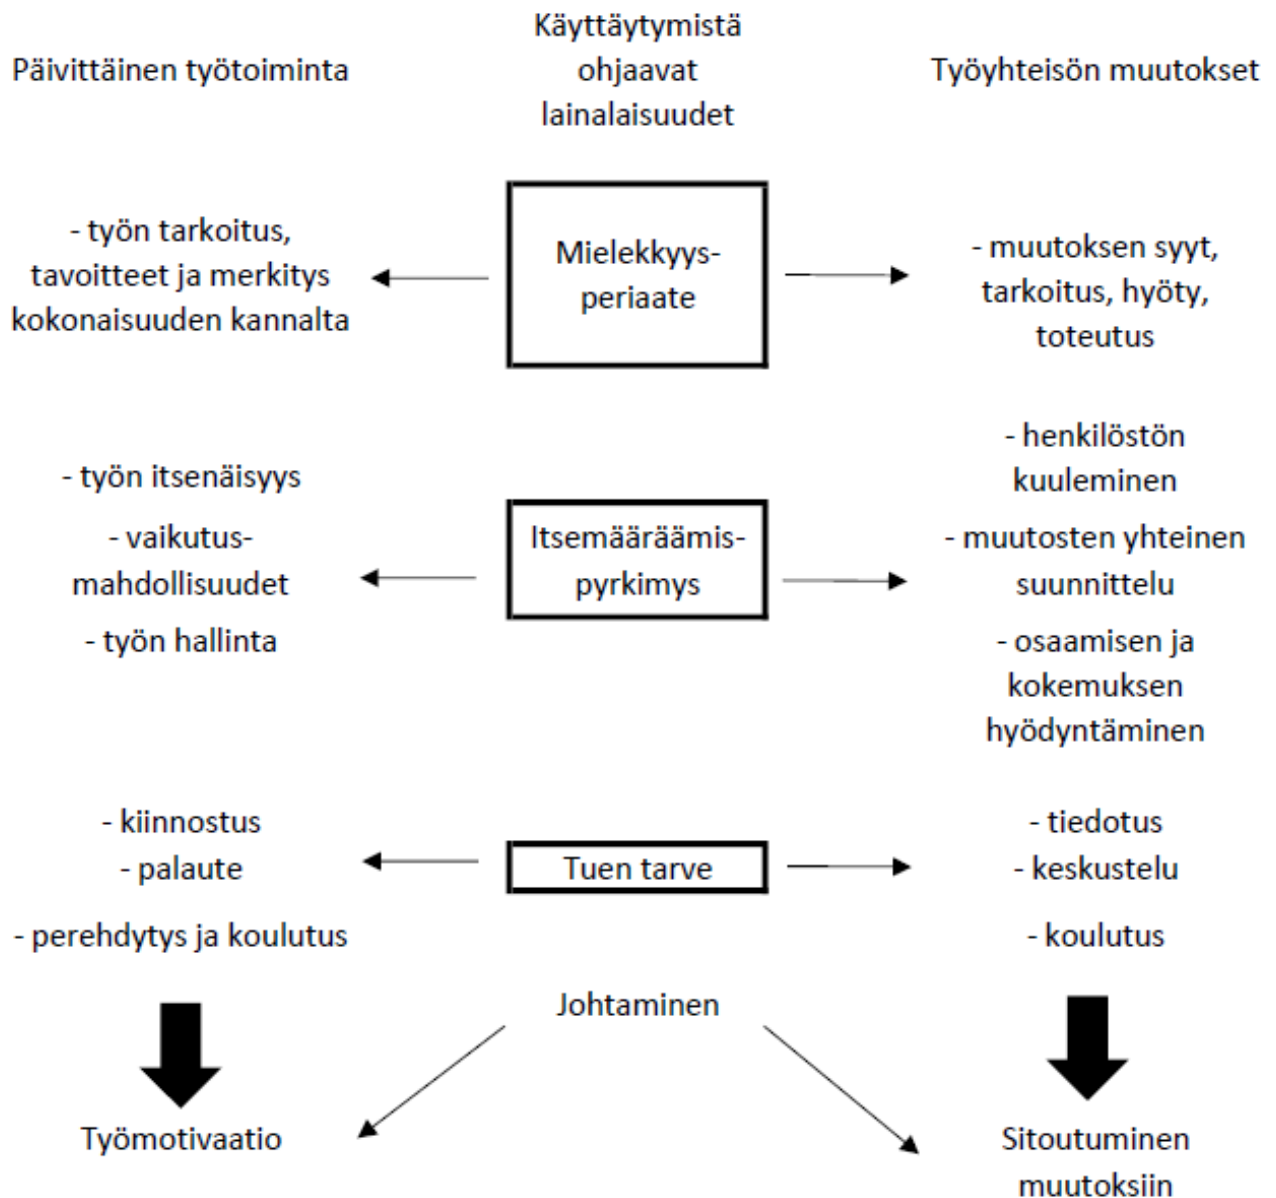 Päivittäinen työtoiminta
Käyttäytymistä
ohjaavat
lainalaisuudet
Työyhteisön muutokset
- työn tarkoitus,
tavoitteet ja merkitys
kokonaisuuden kannalta
Mielekkyys-
periaate
- muutoksen syyt,
tarkoitus, hyöty,
toteutus
- työn itsenäisyys
- vaikutus-
mahdollisuudet
- työn hallinta
Itsemääräämis-
pyrkimys
- henkilöstön
kuuleminen
- muutosten yhteinen
suunnittelu
- osaamisen ja
kokemuksen
hyödyntäminen
- kiinnostus
- palaute
- perehdytys ja koulutus
Tuen tarve
- tiedotus
- keskustelu
- koulutus
Johtaminen
Työmotivaatio
Sitoutuminen
muutoksiin